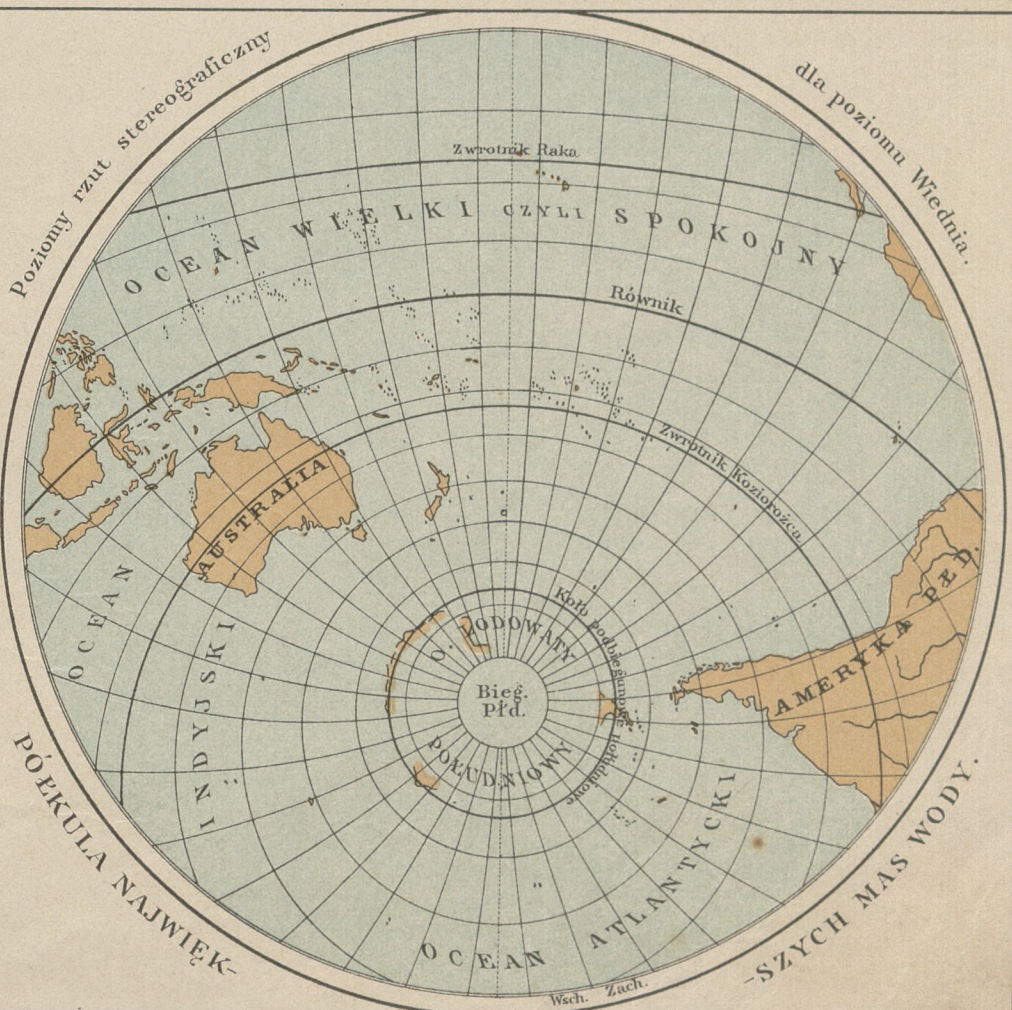 Poziomy rzut stereograficzny
dla poziomu Wiednia.
Zwrotnik Raka
OCEAN WIELKI CZYLI SPOKOJNY
Równik
Zwrotnik Koziorożca
AUSTRALIA
OCEAN
INDYJSKI
Koło podbiegunowe południowe
O. LODOWATY
Bieg.
Płd.
POŁUDNIOWY
AMERYKA PŁD.
OCEAN ATLANTYCKI
Wsch. Zach.
PÓŁKULA NAJWIĘK-
-SZYCH MAS WODY.